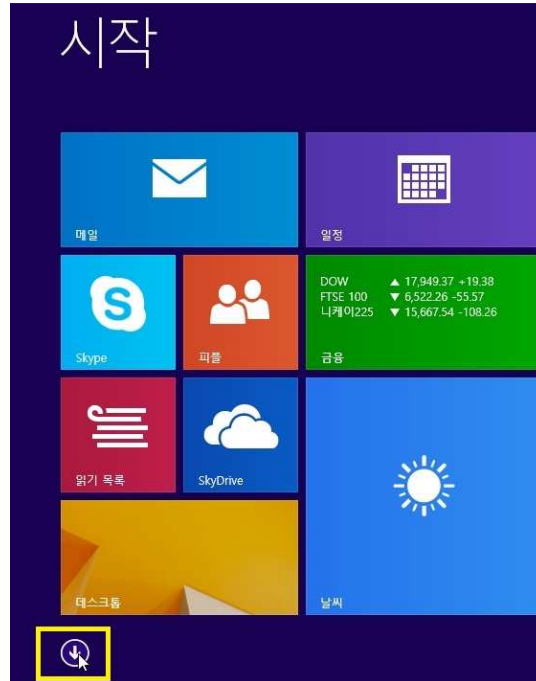 시작
메일
일정
Skype
피플
DOW ▲ 17,949.37 +19.38
FTSE 100 ▼ 6,522.26 -55.57
니케이225 ▼ 15,667.54 -108.26
금융
읽기 목록
SkyDrive
데스크톱
날씨